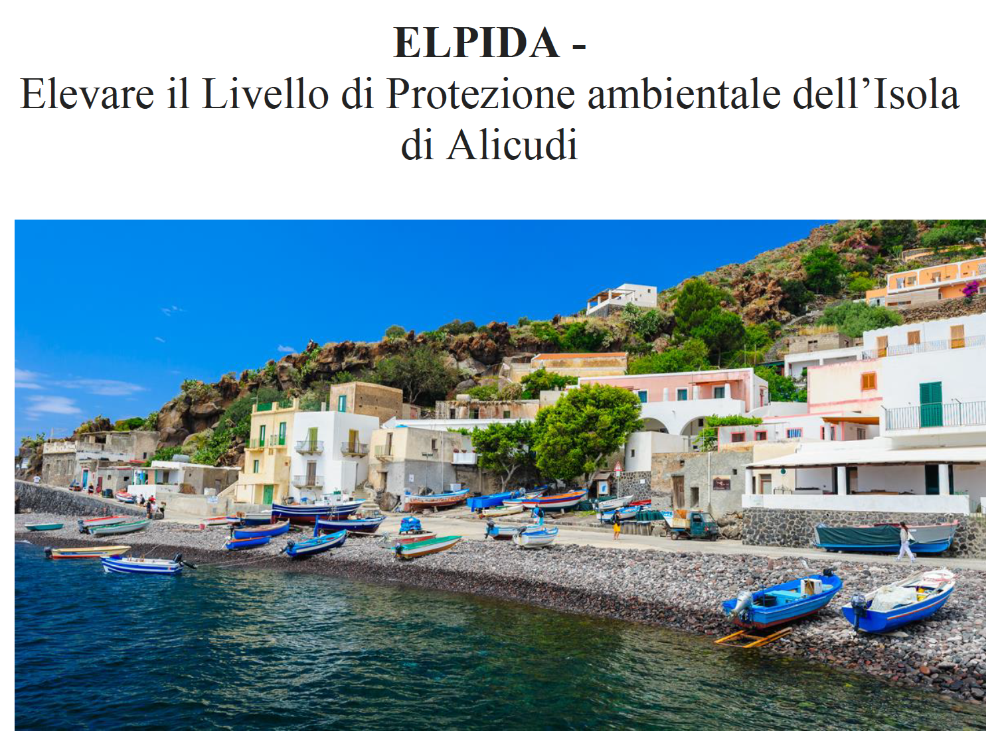 ELPIDA -
Elevare il Livello di Protezione ambientale dell’Isola
di Alicudi